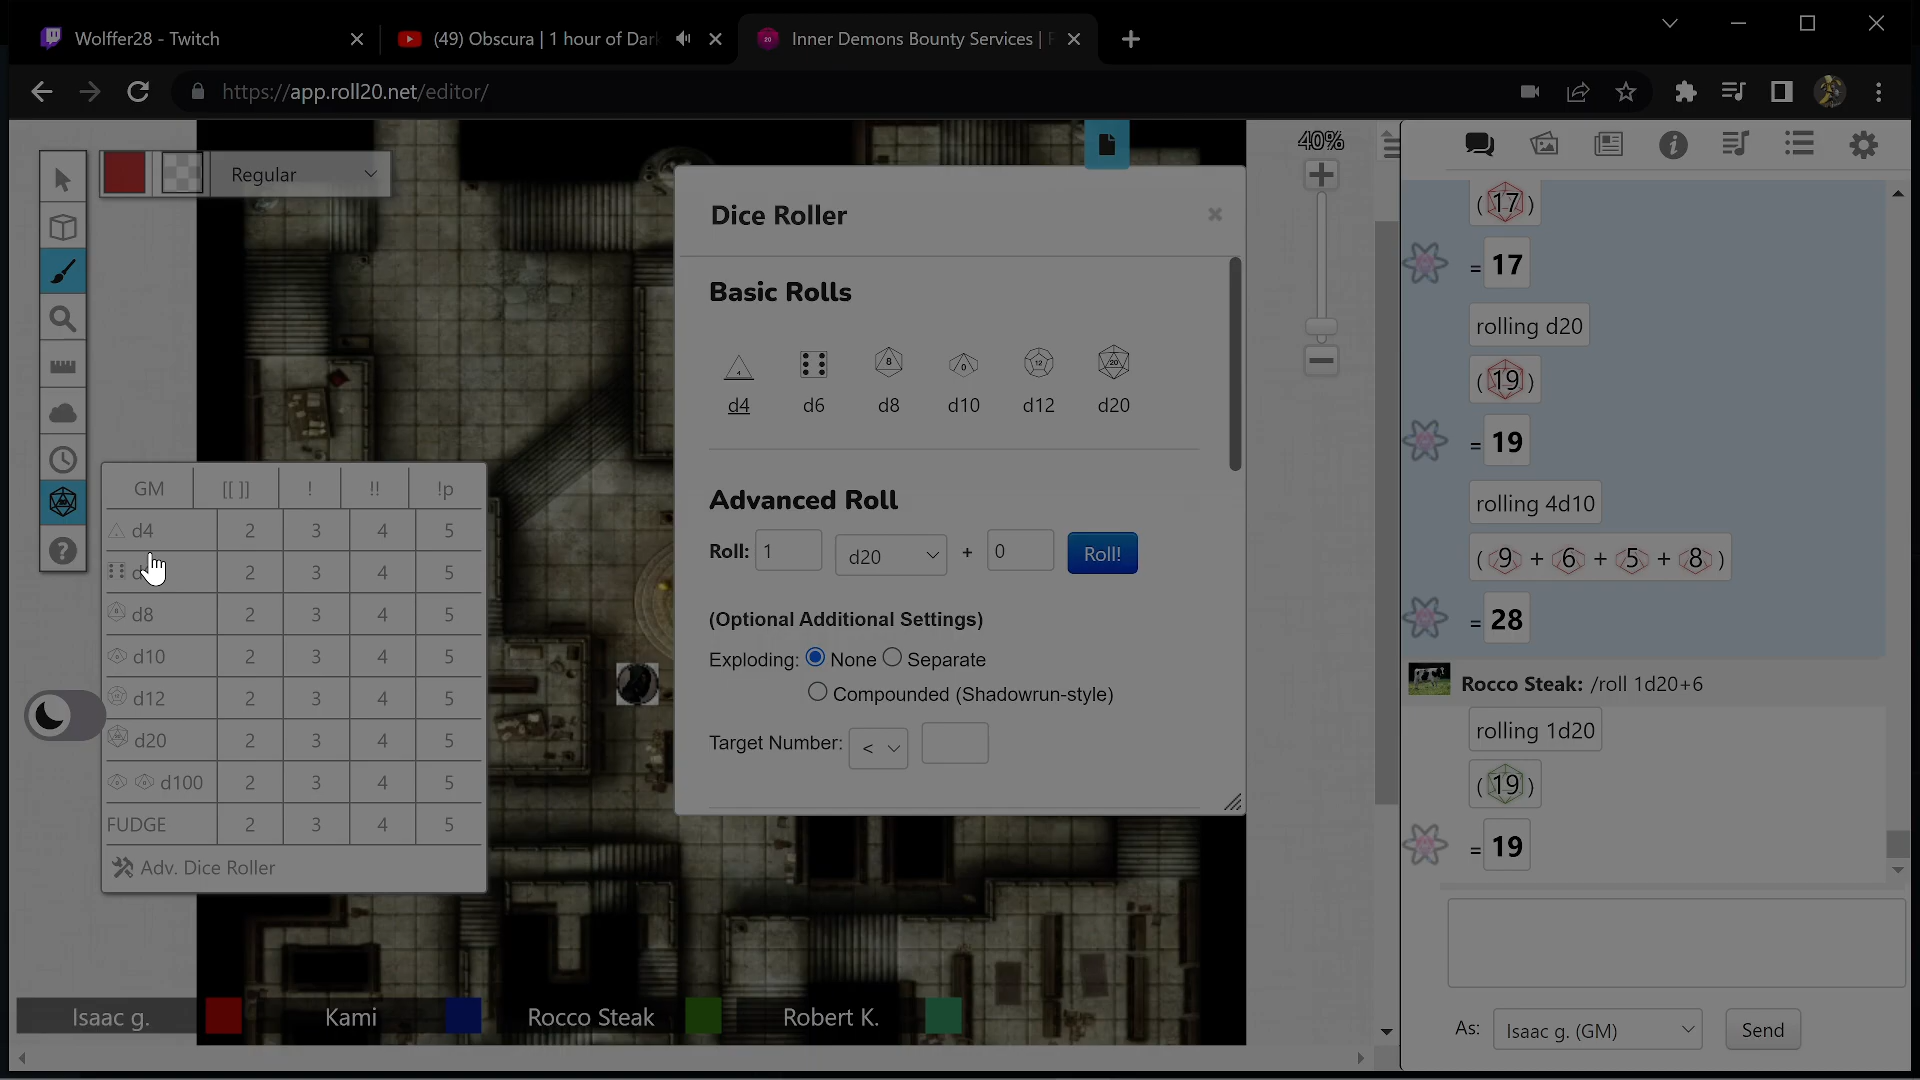 Wolffer28 - Twitch
(49) Obscura | 1 hour of Dar
Inner Demons Bounty Services |
https://app.roll20.net/editor/
Regular
40%
Dice Roller
Basic Rolls
d4 d6 d8 d10 d12 d20
Advanced Roll
Roll: 1 d20 + 0 Roll!
(Optional Additional Settings)
Exploding: None Separate
Compounded (Shadowrun-style)
Target Number: <
GM [[ ]] ! !! !p
d4 2 3 4 5
2 3 4 5
d8 2 3 4 5
d10 2 3 4 5
d12 2 3 4 5
d20 2 3 4 5
d100 2 3 4 5
FUDGE 2 3 4 5
Adv. Dice Roller
(17)
= 17
rolling d20
(19)
= 19
rolling 4d10
(9 + 6 + 5 + 8)
= 28
Rocco Steak: /roll 1d20+6
rolling 1d20
(19)
= 19
Isaac g. Kami Rocco Steak Robert K.
As: Isaac g. (GM) Send